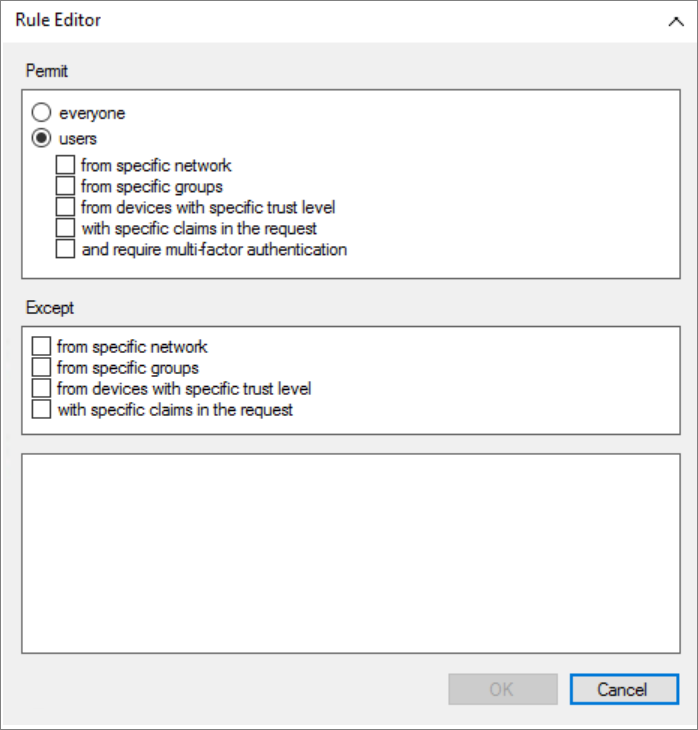 Rule Editor
Permit
everyone
users
from specific network
from specific groups
from devices with specific trust level
with specific claims in the request
and require multi-factor authentication
Except
from specific network
from specific groups
from devices with specific trust level
with specific claims in the request
OK Cancel